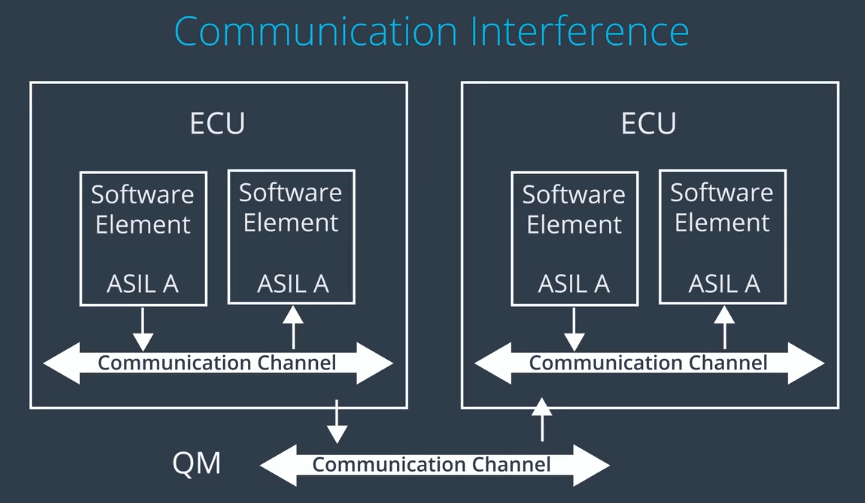 Communication Interference
ECU
Software
Element
ASIL A
Software
Element
ASIL A
Communication Channel
ECU
Software
Element
ASIL A
Software
Element
ASIL A
Communication Channel
QM
Communication Channel